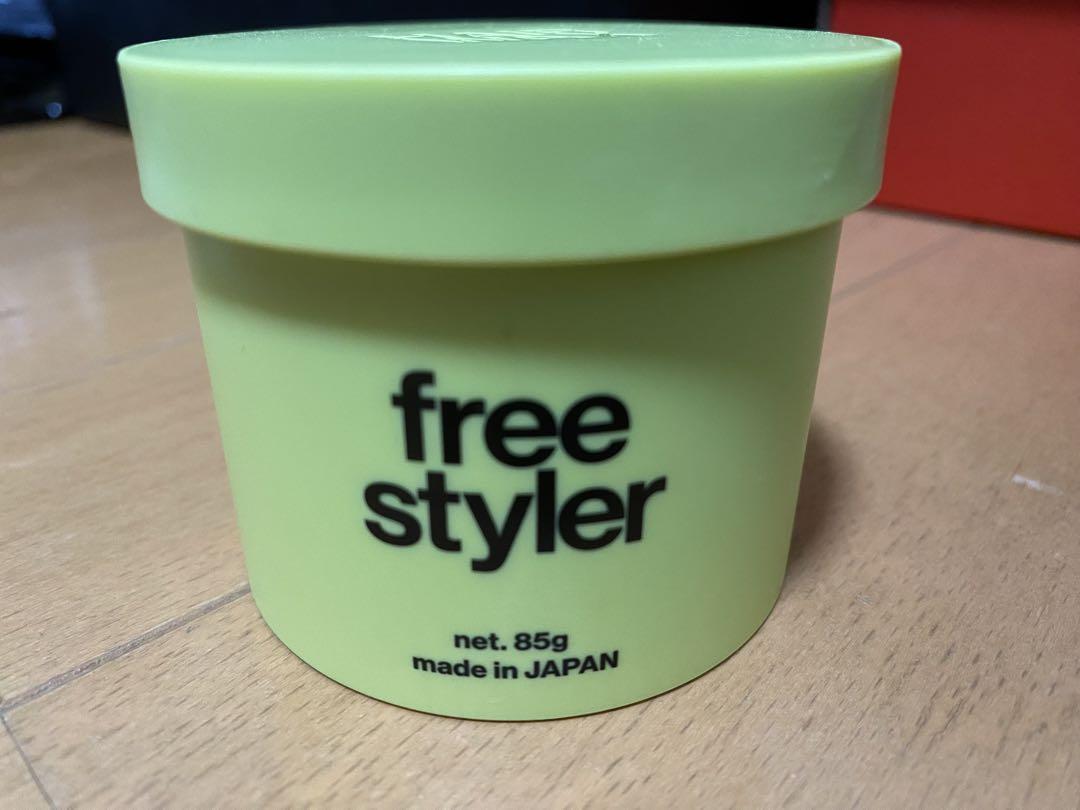 free
styler
net. 85g
made in JAPAN